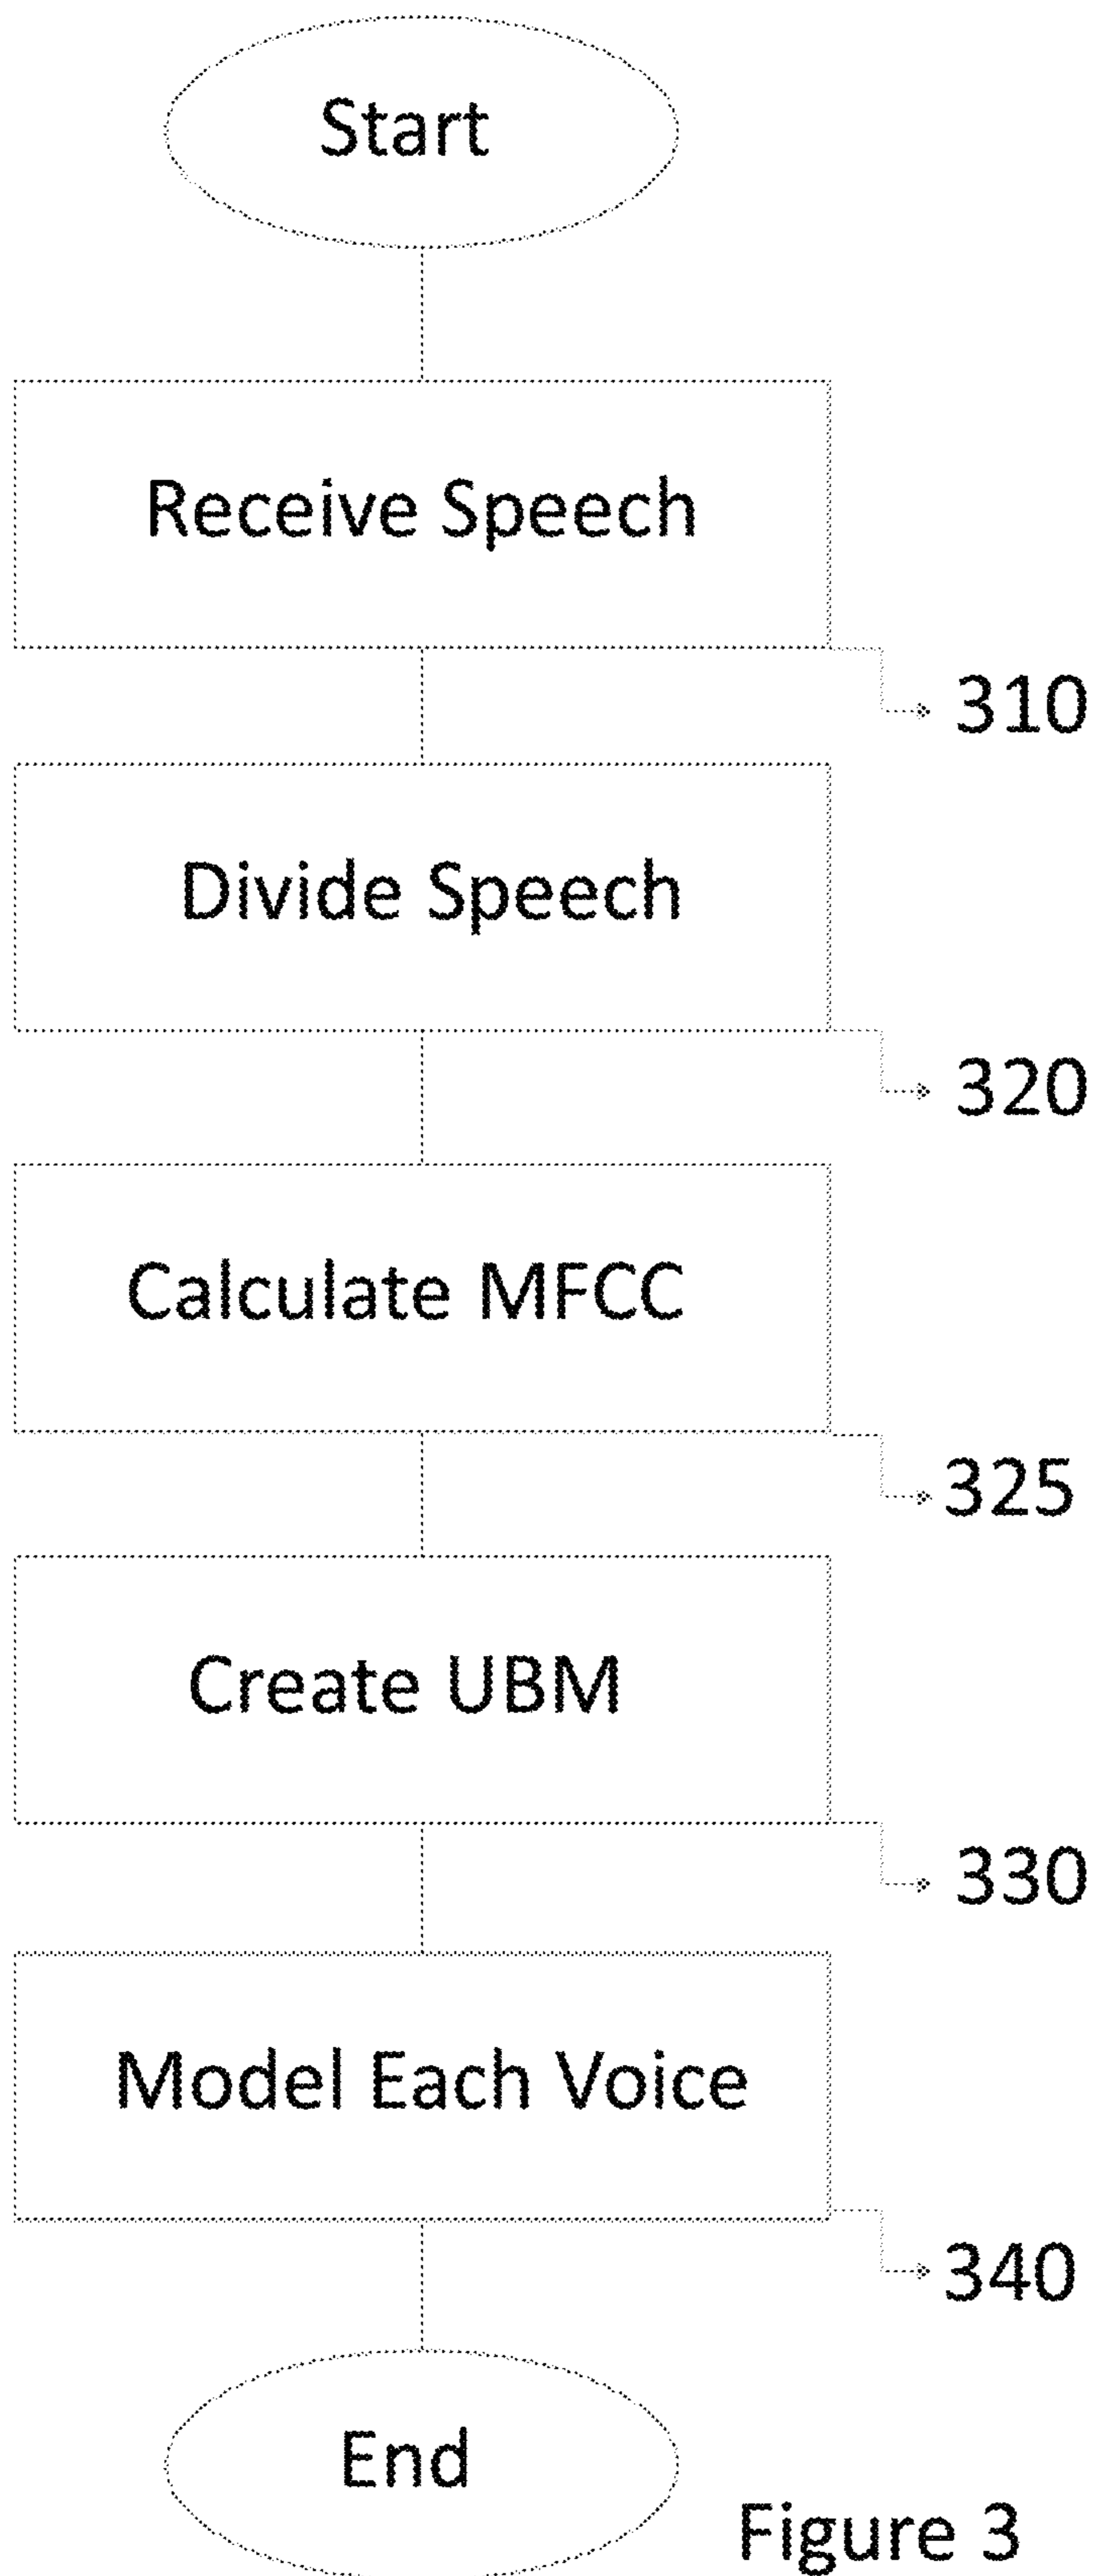 Start
Receive Speech
310
Divide Speech
320
Calculate MFCC
325
Create UBM
330
Model Each Voice
340
End
Figure 3